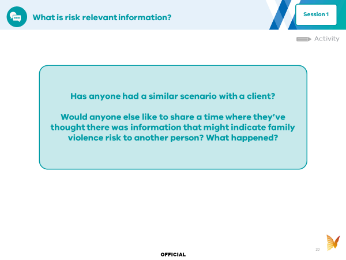 What is risk relevant information?
Session 1
Activity
Has anyone had a similar scenario with a client?
Would anyone else like to share a time where they've
thought there was information that might indicate family
violence risk to another person? What happened?
OFFICIAL